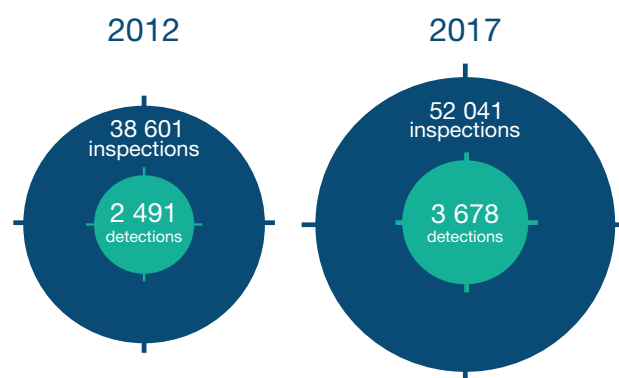 2012
2017
38 601
inspections
52 041
inspections
2 491
detections
3 678
detections